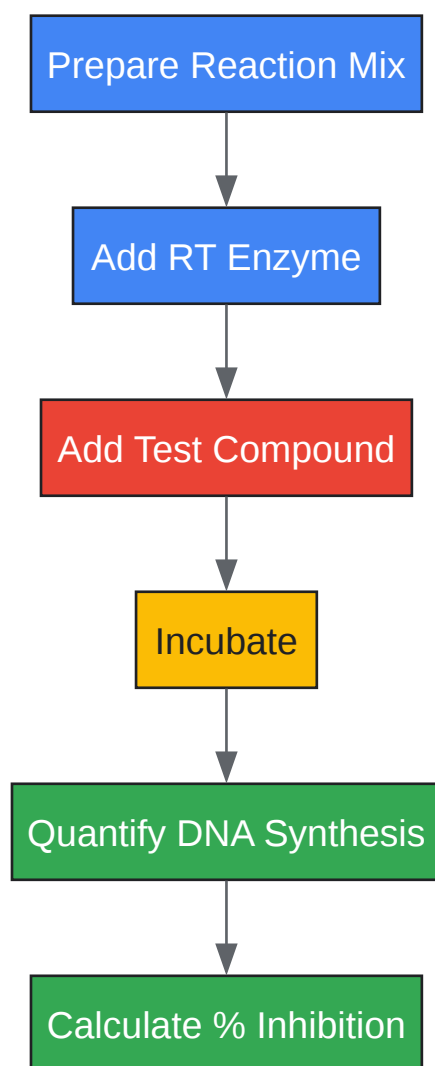 Prepare Reaction Mix
Add RT Enzyme
Add Test Compound
Incubate
Quantify DNA Synthesis
Calculate % Inhibition